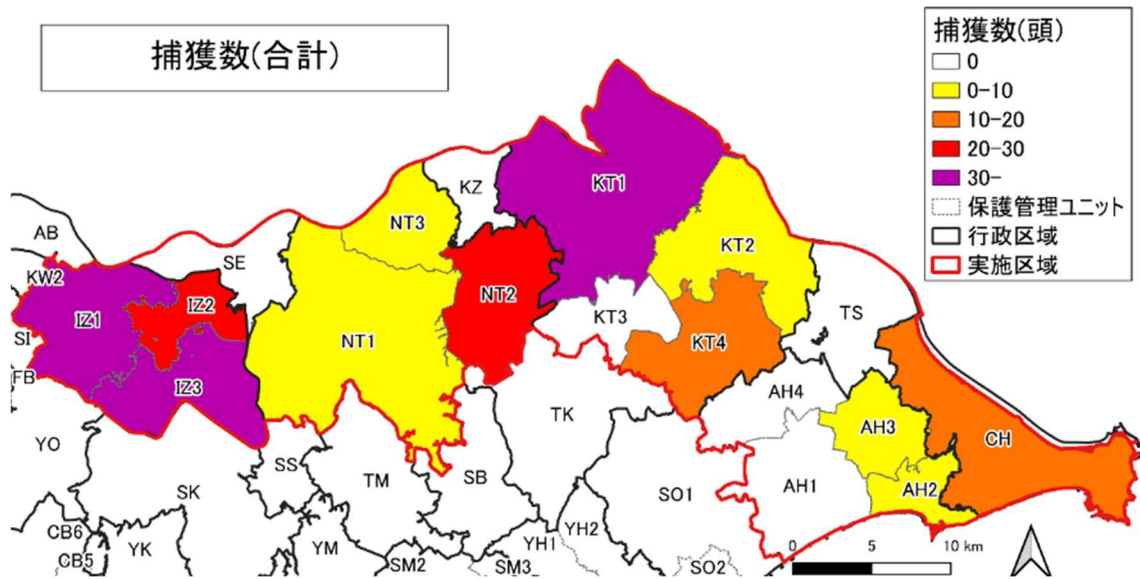 捕獲数(合計)
捕獲数(頭)
0
0-10
10-20
20-30
30-
保護管理ユニット
行政区域
実施区域
KZ
KT1
AB
NT3
SE
KT2
KW2
IZ2
NT2
IZ1
TS
SI
KT3
NT1
KT4
IZ3
FB
AH4
TK
AH3
CH
YO
SS
TM
SB
SK
SO1
AH1
AH2
CB6
YH2
YH1
YK
YM
CB5
SM2
SM3
SO2
0 5 10 km